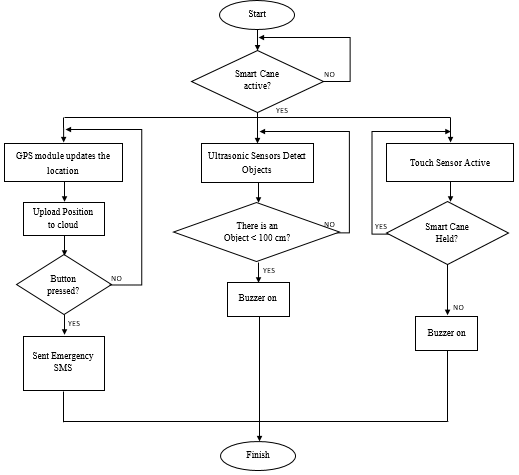 Start
Smart Cane
active?
NO
YES
GPS module updates the
location
Upload Position
to cloud
Button
pressed?
NO
YES
Sent Emergency
SMS
Ultrasonic Sensors Detect
Objects
There is an
Object < 100 cm?
NO
YES
Buzzer on
Touch Sensor Active
Smart Cane
Held?
YES
NO
Buzzer on
Finish